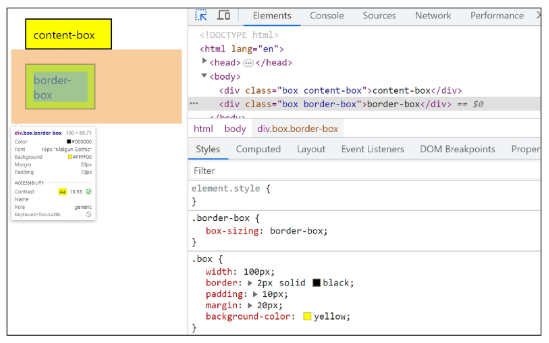 content-box
border-
box
div.box.border-box 100 × 65.71
Color #000000
Font 16px "Malgun Gothic"
Background #FFFF00
Margin 20px
Padding 10px
ACCESSIBILITY
Contrast Aa 19.55
Name
Role generic
Keyboard-focusable
Elements Console Sources Network Performance
<!DOCTYPE html>
<html lang="en">
▶<head>…</head>
▼<body>
<div class="box content-box">content-box</div>
<div class="box border-box">border-box</div> == $0
</body>
html body div.box.border-box
Styles Computed Layout Event Listeners DOM Breakpoints Proper
Filter
element.style {
}
.border-box {
box-sizing: border-box;
}
.box {
width: 100px;
border: ▶ 2px solid black;
padding: ▶ 10px;
margin: ▶ 20px;
background-color: yellow;
}